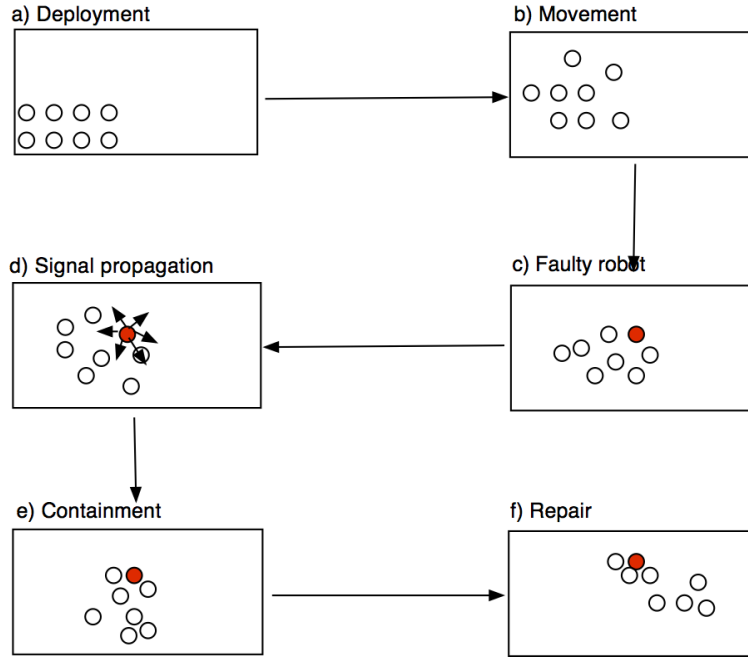 a) Deployment
b) Movement
d) Signal propagation
c) Faulty robot
e) Containment
f) Repair